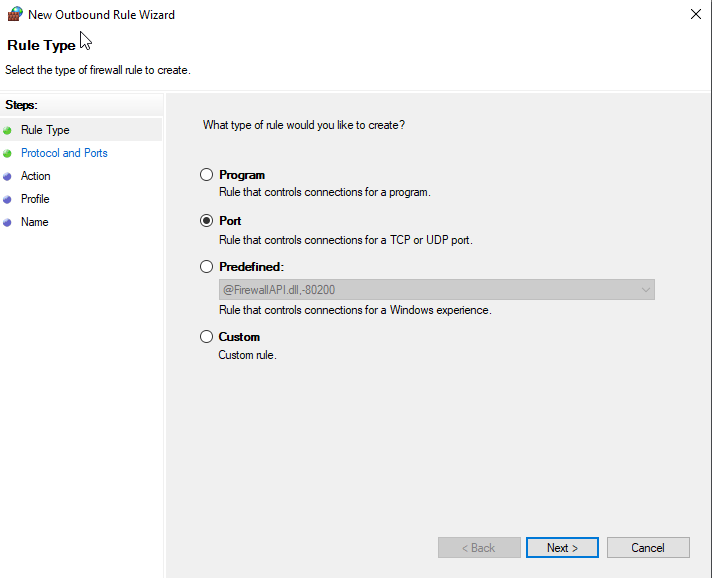 New Outbound Rule Wizard
Rule Type
Select the type of firewall rule to create.
Steps:
Rule Type
Protocol and Ports
Action
Profile
Name
What type of rule would you like to create?
Program
Rule that controls connections for a program.
Port
Rule that controls connections for a TCP or UDP port.
Predefined:
@FirewallAPI.dll,-80200
Rule that controls connections for a Windows experience.
Custom
Custom rule.
< Back
Next >
Cancel